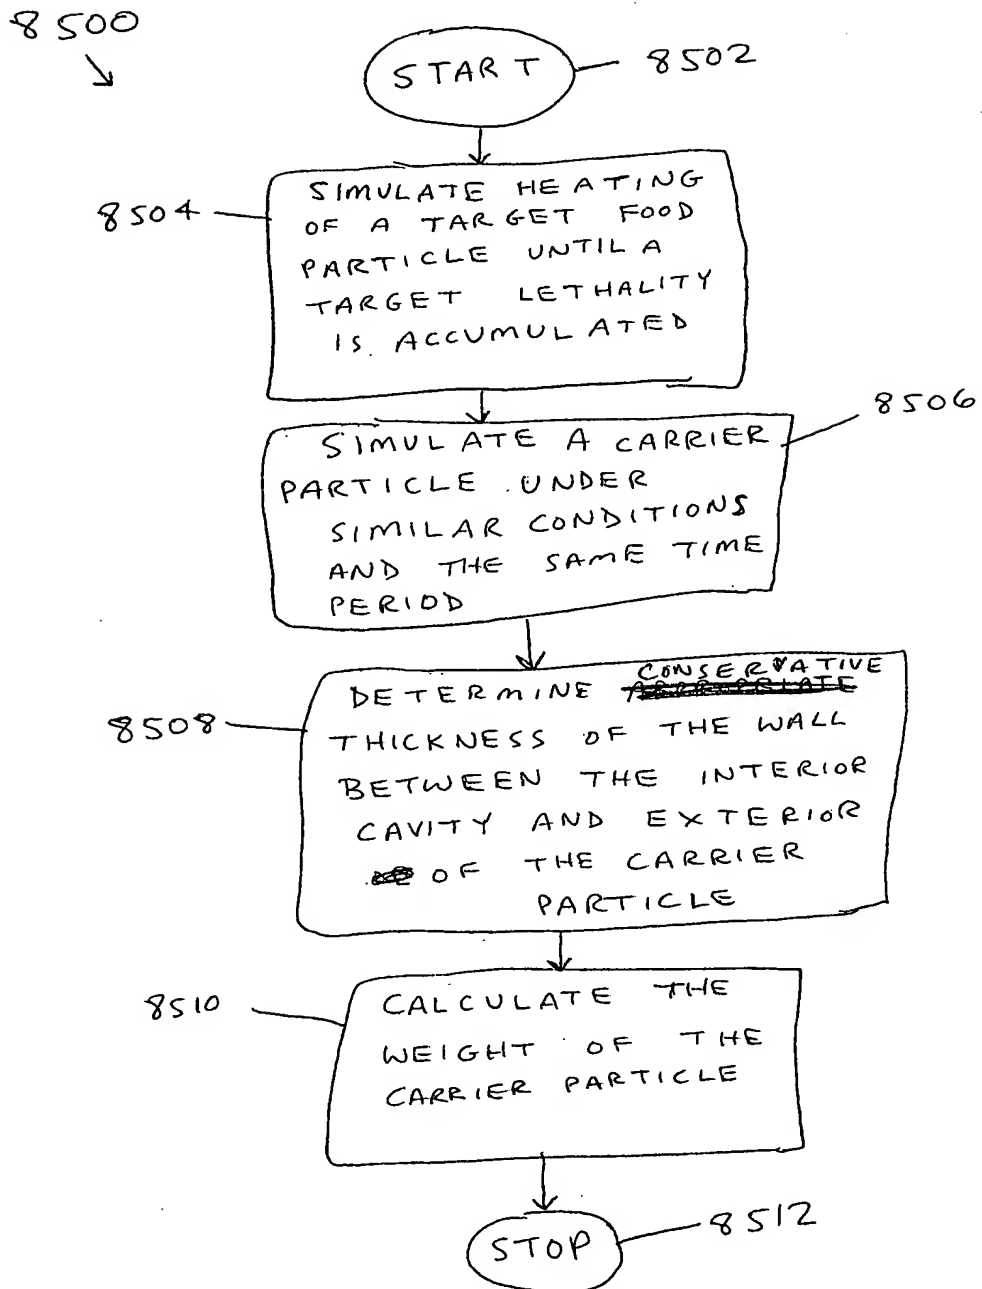 8500
START
8502
8504
SIMULATE HEATING
OF A TARGET FOOD
PARTICLE UNTIL A
TARGET LETHALITY
IS ACCUMULATED
8506
SIMULATE A CARRIER
PARTICLE UNDER
SIMILAR CONDITIONS
AND THE SAME TIME
PERIOD
8508
DETERMINE CONSERVATIVE
THICKNESS OF THE WALL
BETWEEN THE INTERIOR
CAVITY AND EXTERIOR
OF THE CARRIER
PARTICLE
8510
CALCULATE THE
WEIGHT OF THE
CARRIER PARTICLE
STOP
8512